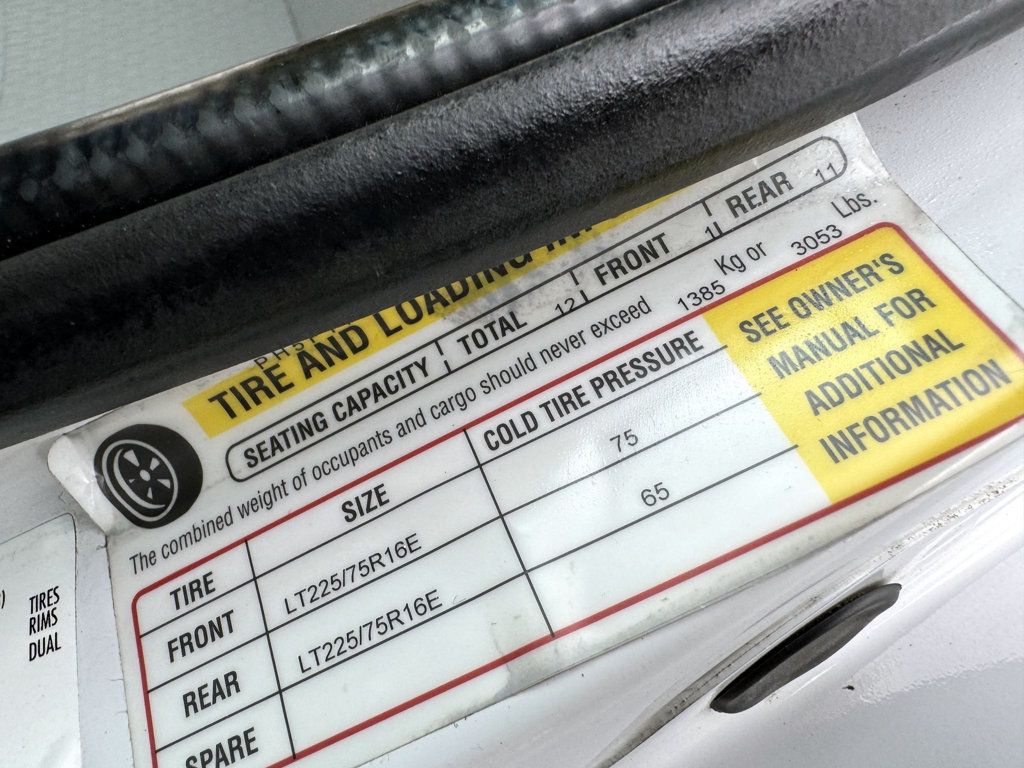 TIRE AND LOADING
SEATING CAPACITY TOTAL 12 FRONT 1 REAR 11
The combined weight of occupants and cargo should never exceed 1385 Kg or 3053 Lbs.
TIRE SIZE COLD TIRE PRESSURE
FRONT LT225/75R16E 75
REAR LT225/75R16E 65
SPARE
SEE OWNER'S
MANUAL FOR
ADDITIONAL
INFORMATION
TIRES
RIMS
DUAL